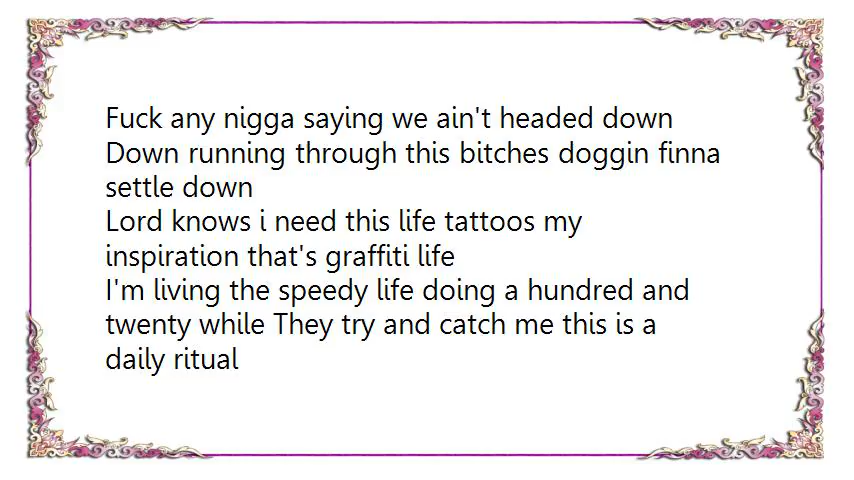 Fuck any nigga saying we ain't headed down
Down running through this bitches doggin finna
settle down
Lord knows i need this life tattoos my
inspiration that's graffiti life
I'm living the speedy life doing a hundred and
twenty while They try and catch me this is a
daily ritual